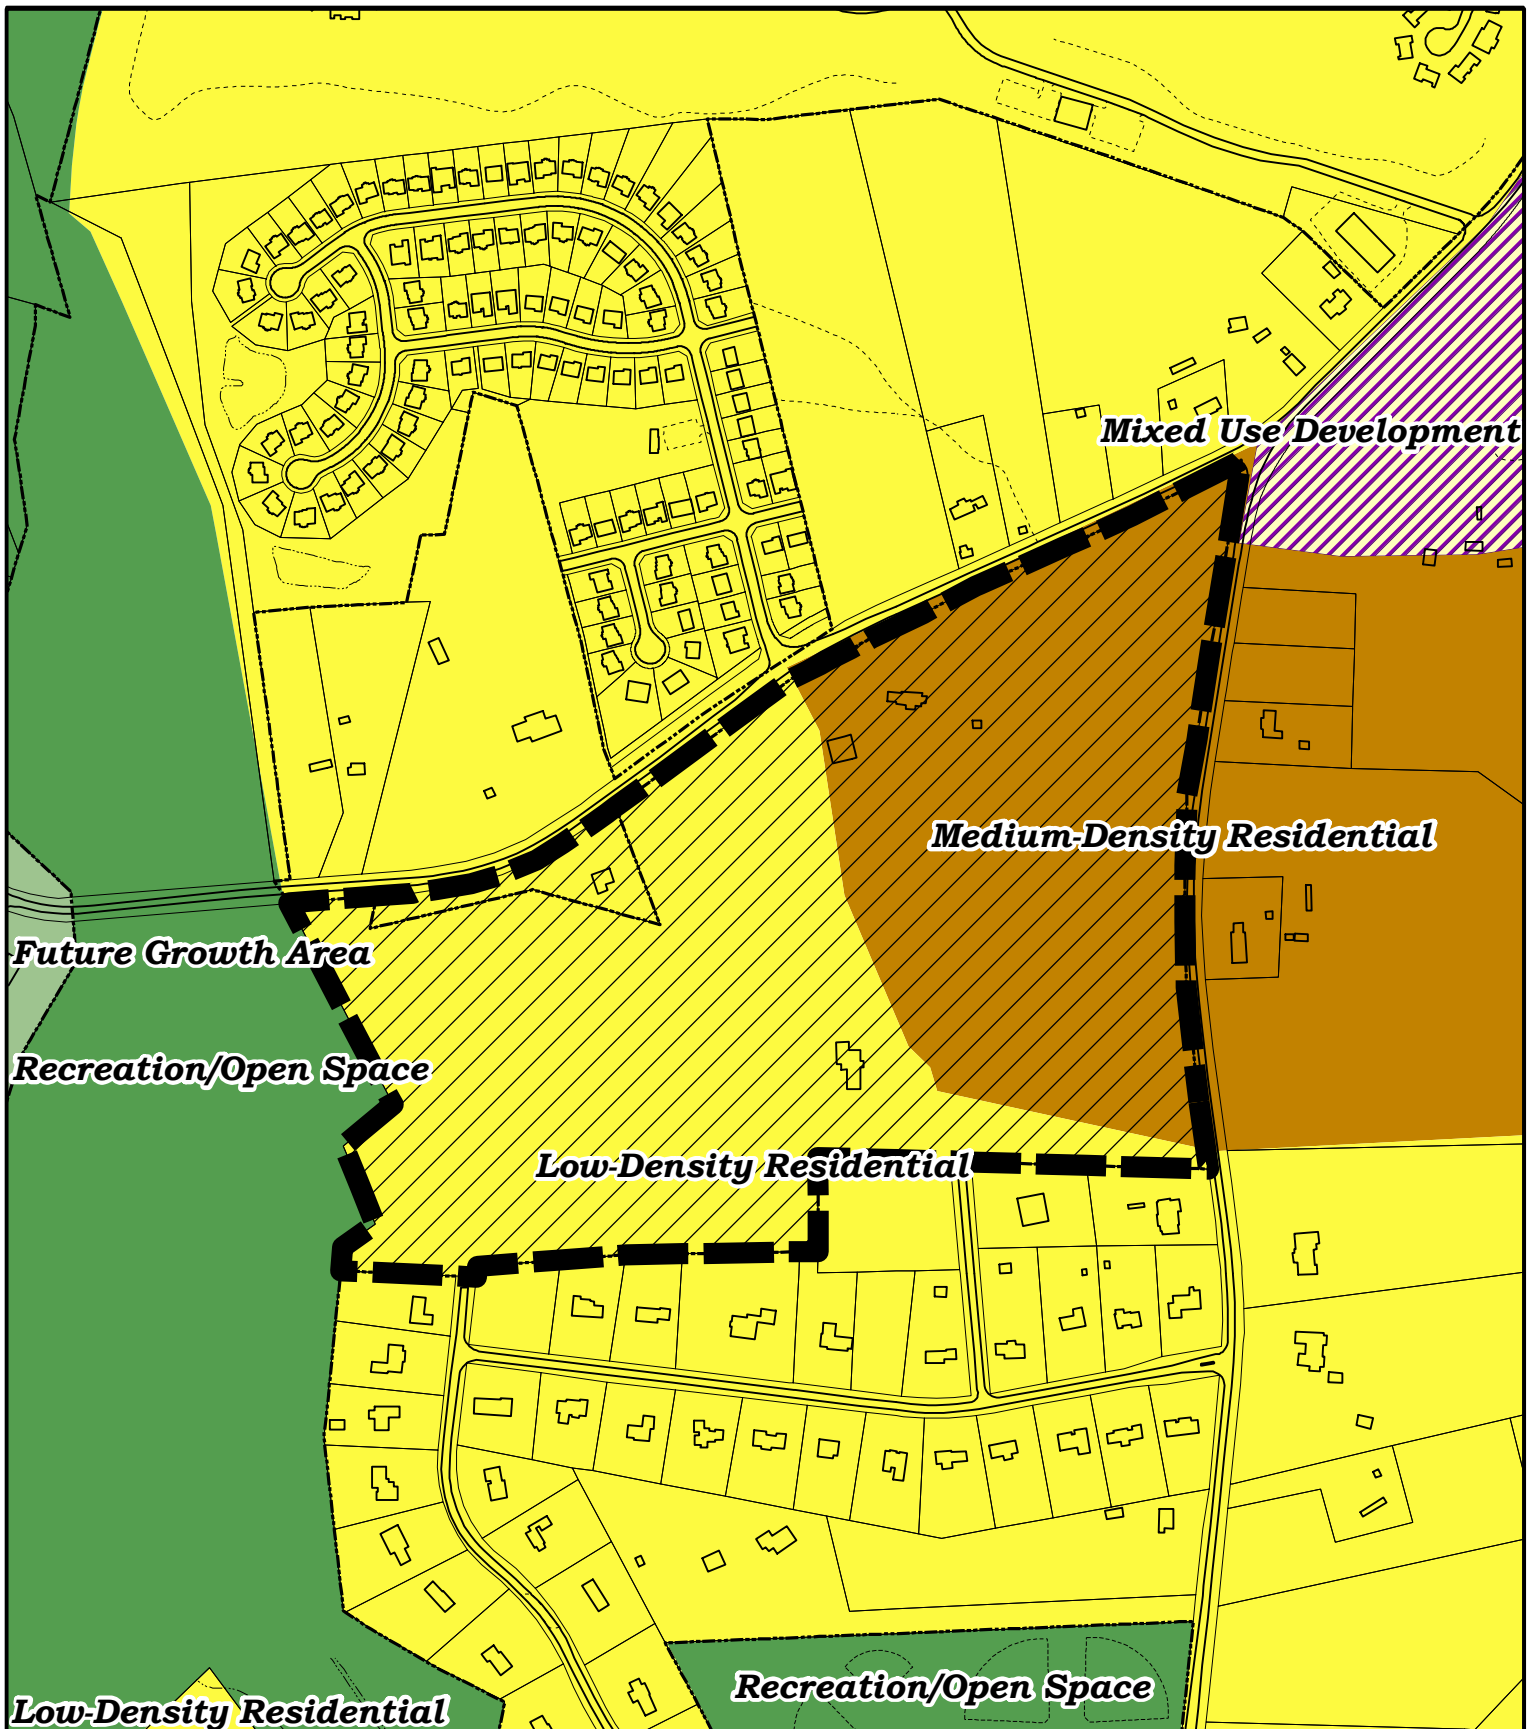 Mixed Use Development
Medium-Density Residential
Future Growth Area
Recreation/Open Space
Low-Density Residential
Recreation/Open Space
Low-Density Residential